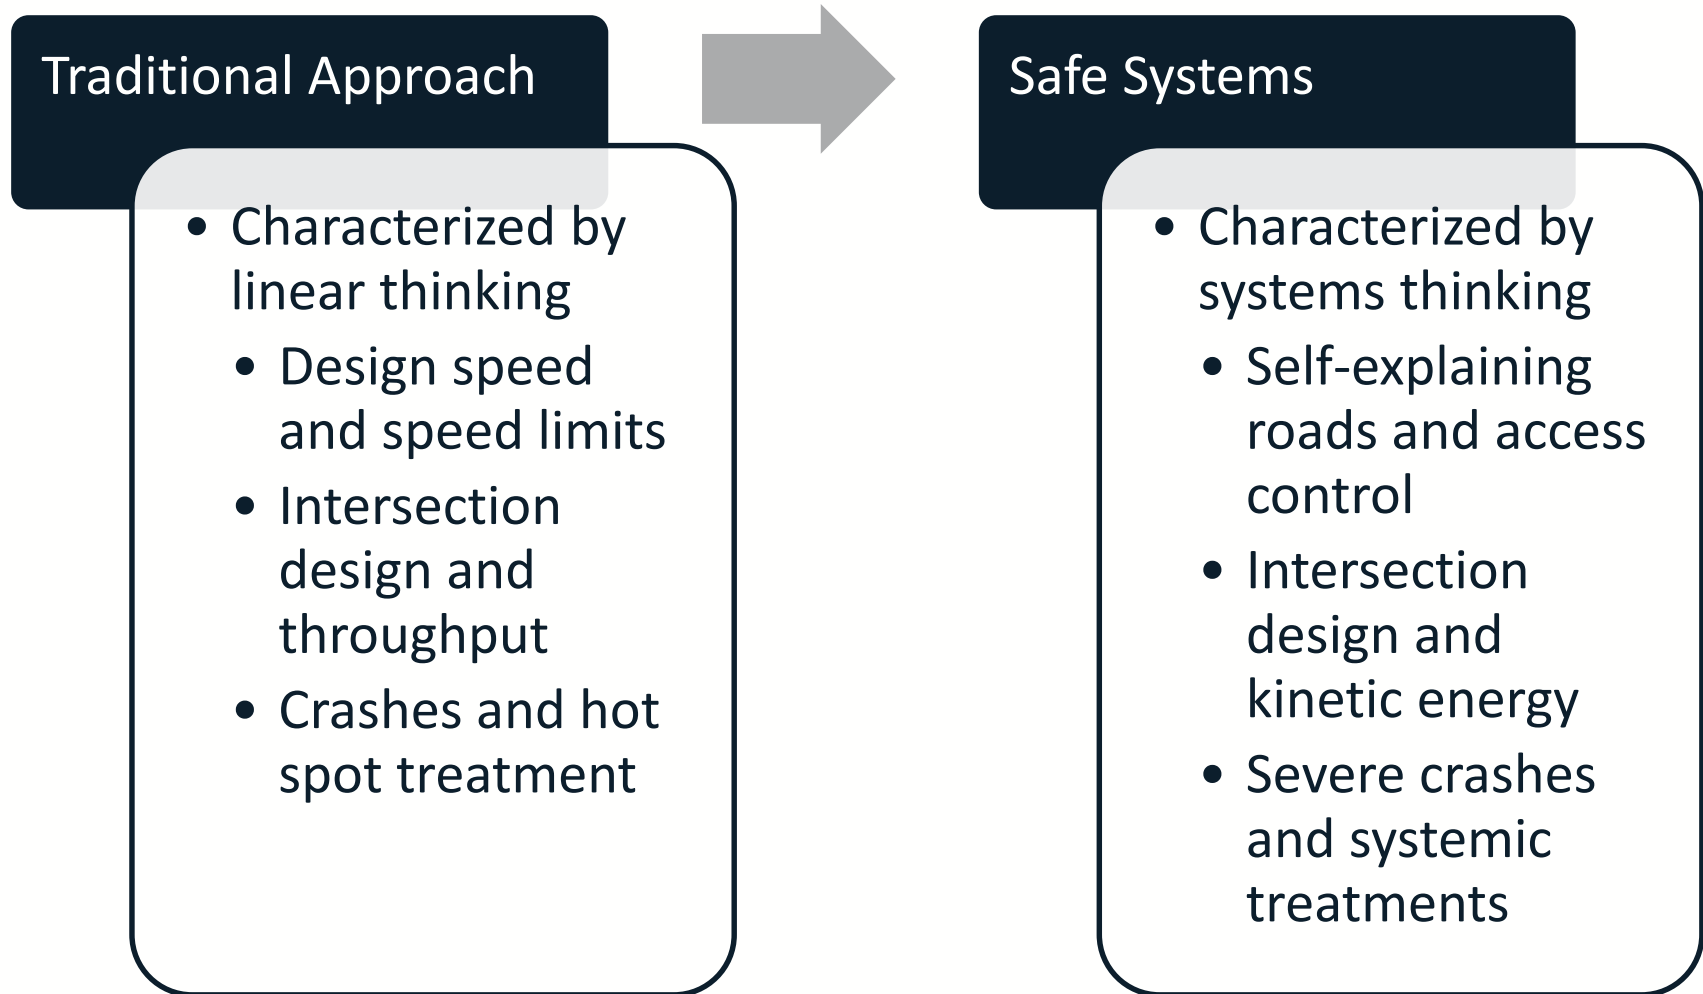 Traditional Approach
• Characterized by
linear thinking
• Design speed
and speed limits
• Intersection
design and
throughput
• Crashes and hot
spot treatment
Safe Systems
• Characterized by
systems thinking
• Self-explaining
roads and access
control
• Intersection
design and
kinetic energy
• Severe crashes
and systemic
treatments